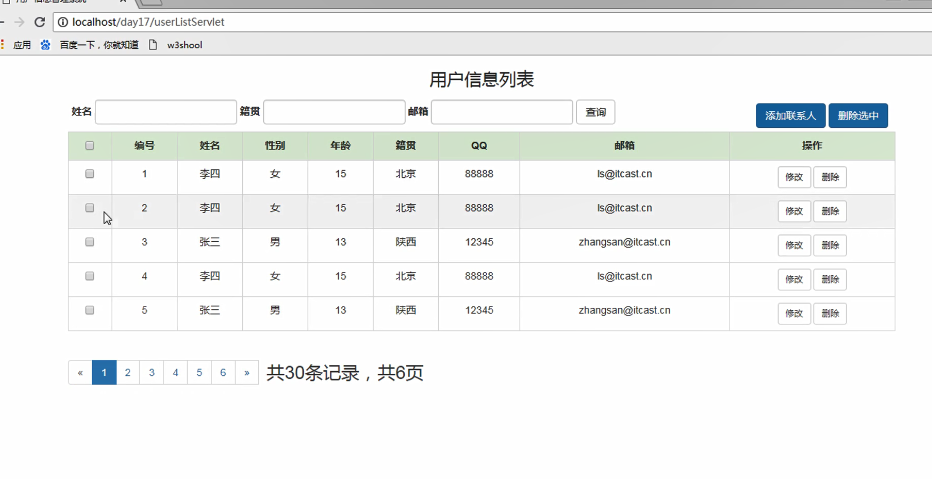 localhost/day17/userListServlet
应用 百度一下，你就知道 w3shool
用户信息列表
姓名 籍贯 邮箱 查询 添加联系人 删除选中
编号 姓名 性别 年龄 籍贯 QQ 邮箱 操作
1 李四 女 15 北京 88888 ls@itcast.cn 修改 删除
2 李四 女 15 北京 88888 ls@itcast.cn 修改 删除
3 张三 男 13 陕西 12345 zhangsan@itcast.cn 修改 删除
4 李四 女 15 北京 88888 ls@itcast.cn 修改 删除
5 张三 男 13 陕西 12345 zhangsan@itcast.cn 修改 删除
« 1 2 3 4 5 6 » 共30条记录，共6页